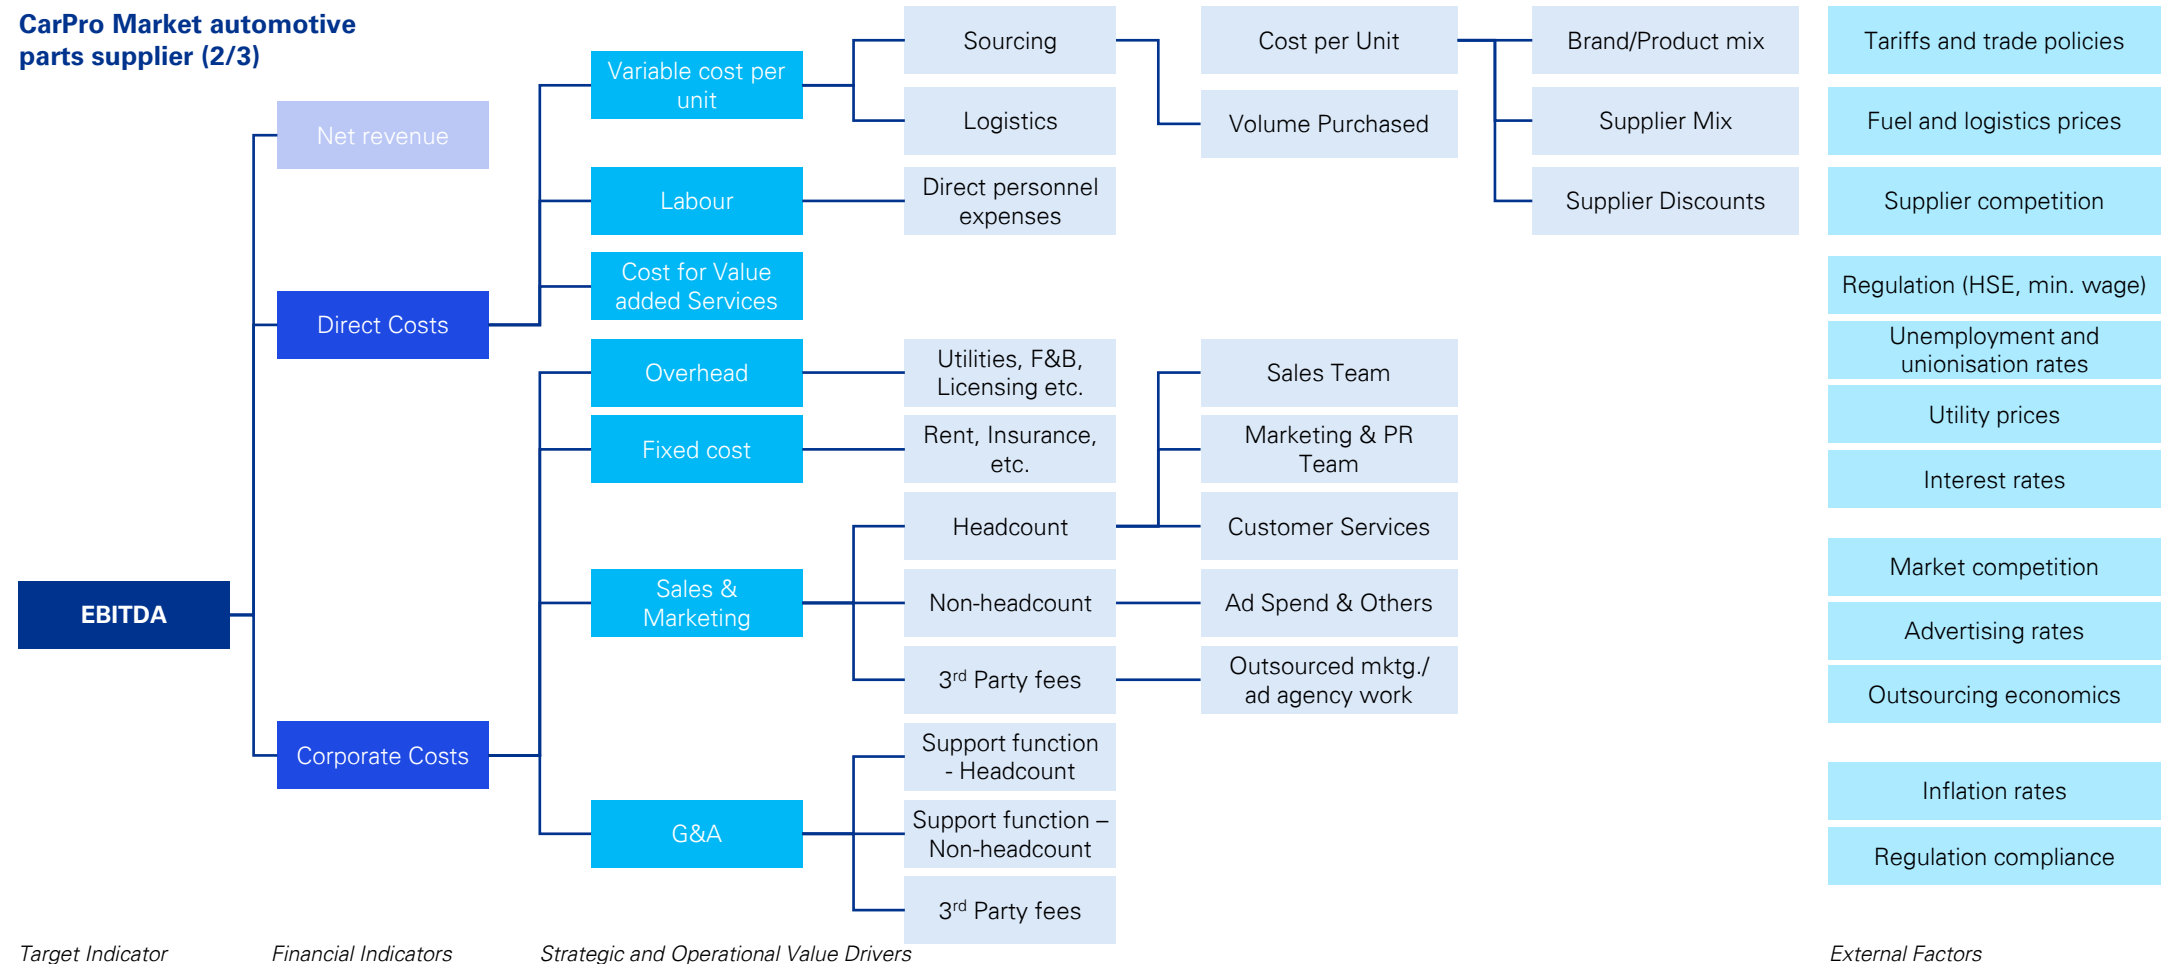 CarPro Market automotive
parts supplier (2/3)
Net revenue
Direct Costs
EBITDA
Corporate Costs
Variable cost per
unit
Labour
Cost for Value
added Services
Overhead
Fixed cost
Sales &
Marketing
G&A
Sourcing
Logistics
Direct personnel
expenses
Utilities, F&B,
Licensing etc.
Rent, Insurance,
etc.
Headcount
Non-headcount
3rd Party fees
Support function
- Headcount
Support function –
Non-headcount
3rd Party fees
Cost per Unit
Volume Purchased
Sales Team
Marketing & PR
Team
Customer Services
Ad Spend & Others
Outsourced mktg./
ad agency work
Brand/Product mix
Supplier Mix
Supplier Discounts
Tariffs and trade policies
Fuel and logistics prices
Supplier competition
Regulation (HSE, min. wage)
Unemployment and
unionisation rates
Utility prices
Interest rates
Market competition
Advertising rates
Outsourcing economics
Inflation rates
Regulation compliance
Target Indicator
Financial Indicators
Strategic and Operational Value Drivers
External Factors